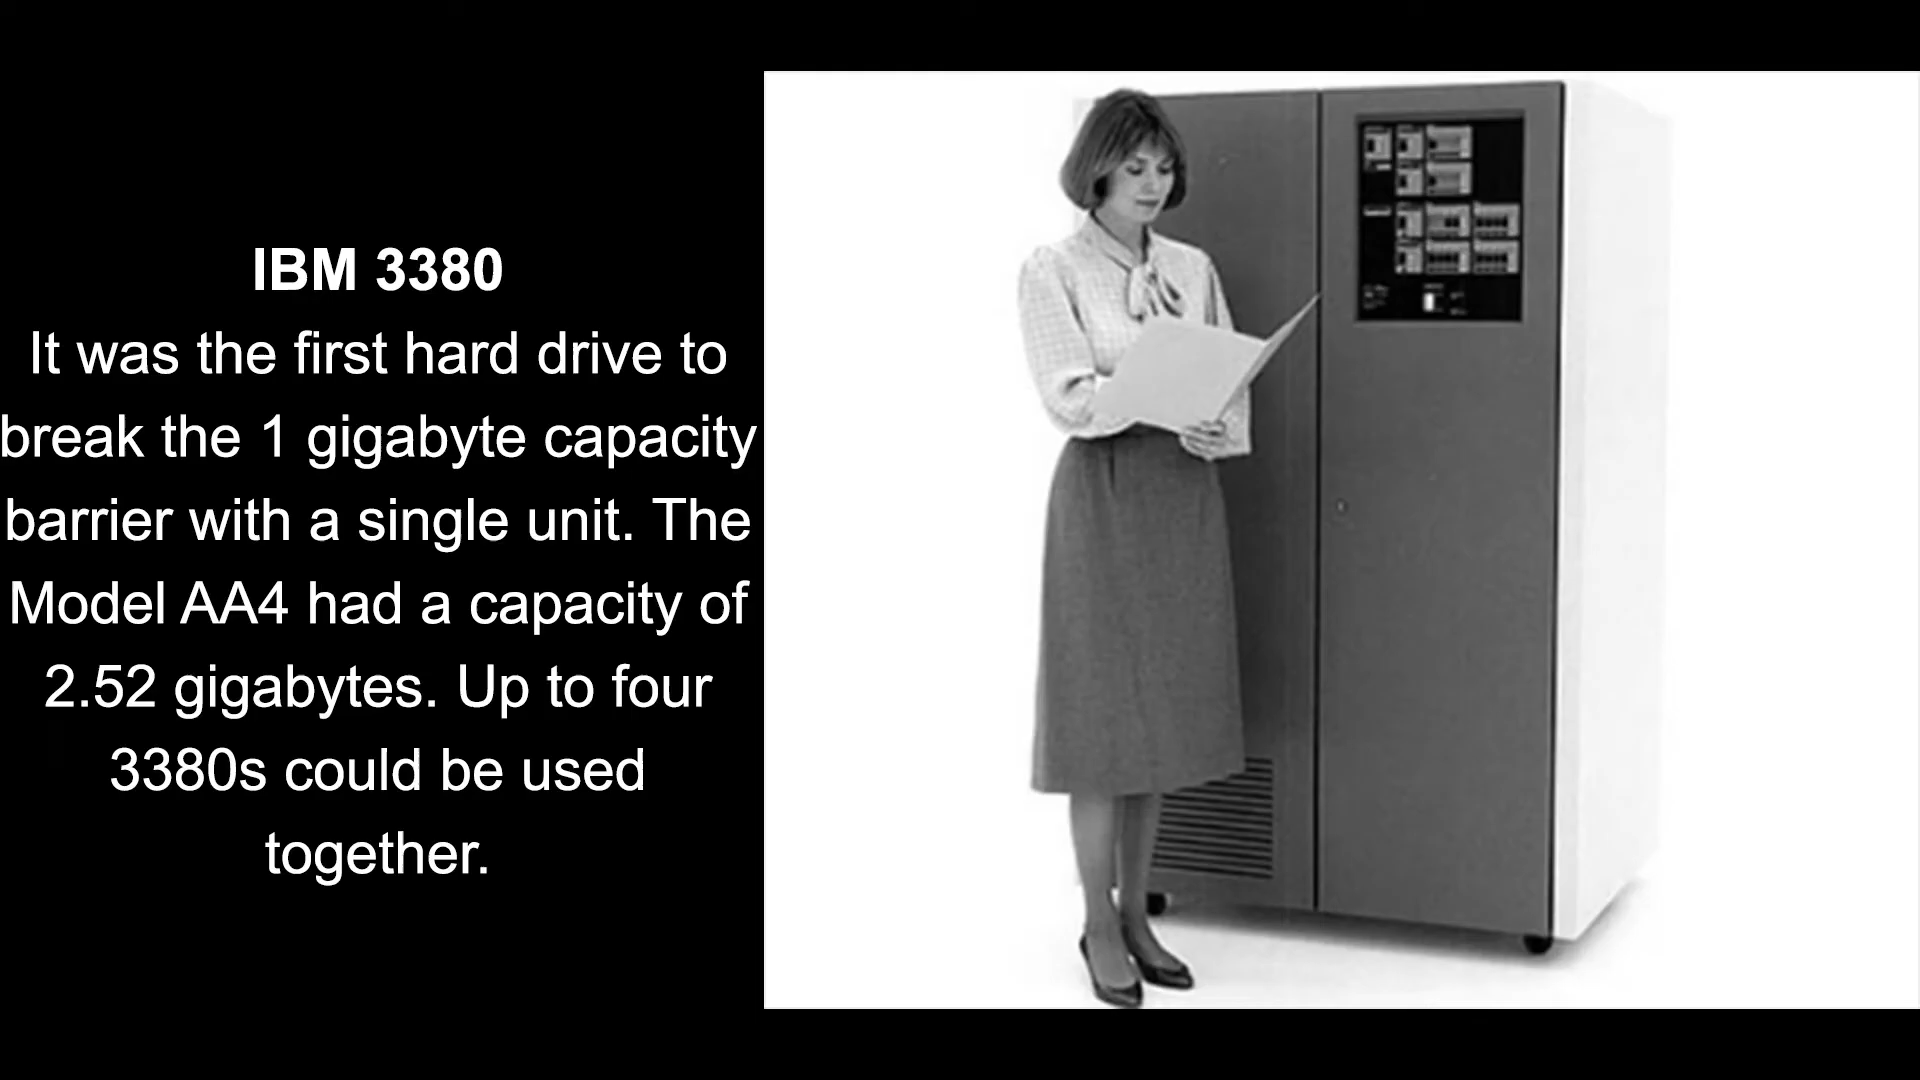 IBM 3380
It was the first hard drive to
break the 1 gigabyte capacity
barrier with a single unit. The
Model AA4 had a capacity of
2.52 gigabytes. Up to four
3380s could be used
together.